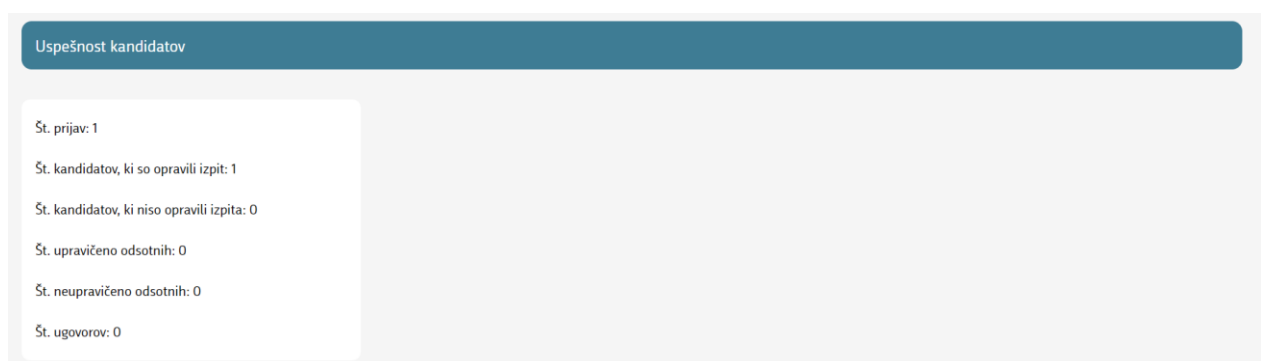 Uspešnost kandidatov
Št. prijav: 1
Št. kandidatov, ki so opravili izpit: 1
Št. kandidatov, ki niso opravili izpita: 0
Št. upravičeno odsotnih: 0
Št. neupravičeno odsotnih: 0
Št. ugovorov: 0